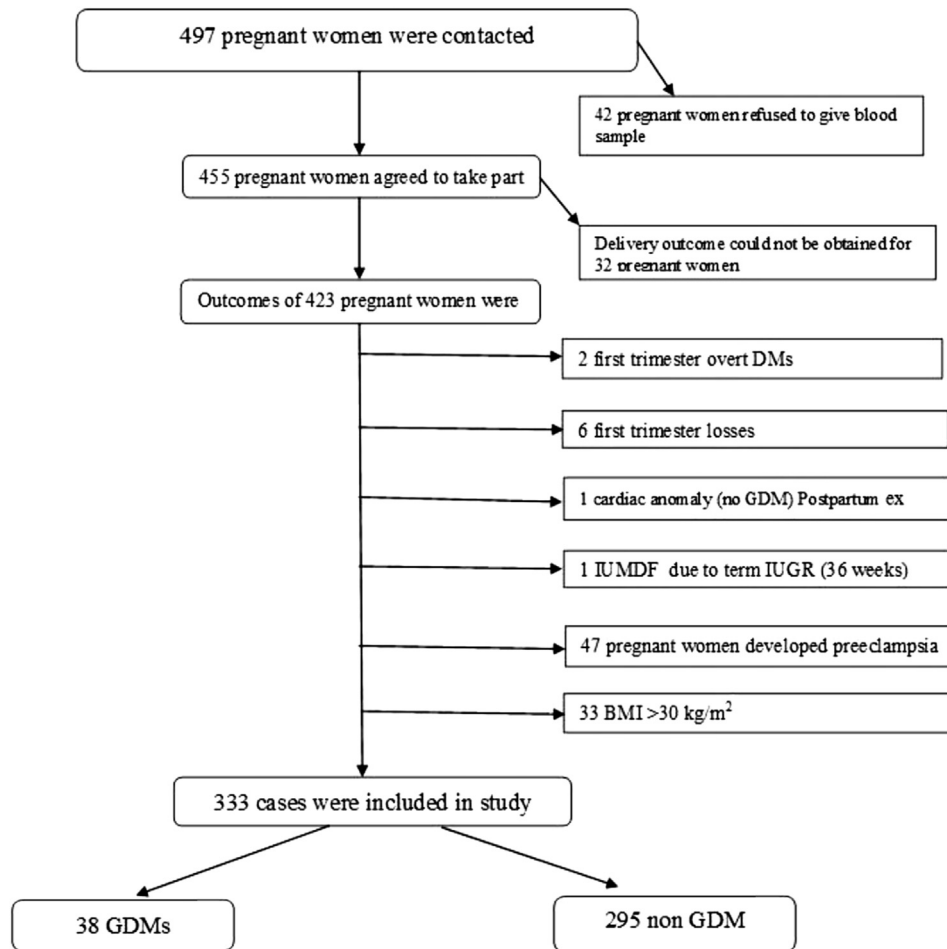 497 pregnant women were contacted
42 pregnant women refused to give blood
sample
455 pregnant women agreed to take part
Delivery outcome could not be obtained for
32 pregnant women
Outcomes of 423 pregnant women were
2 first trimester overt DMs
6 first trimester losses
1 cardiac anomaly (no GDM) Postpartum ex
1 IUMDF due to term IUGR (36 weeks)
47 pregnant women developed preeclampsia
33 BMI >30 kg/m²
333 cases were included in study
38 GDMs
295 non GDM